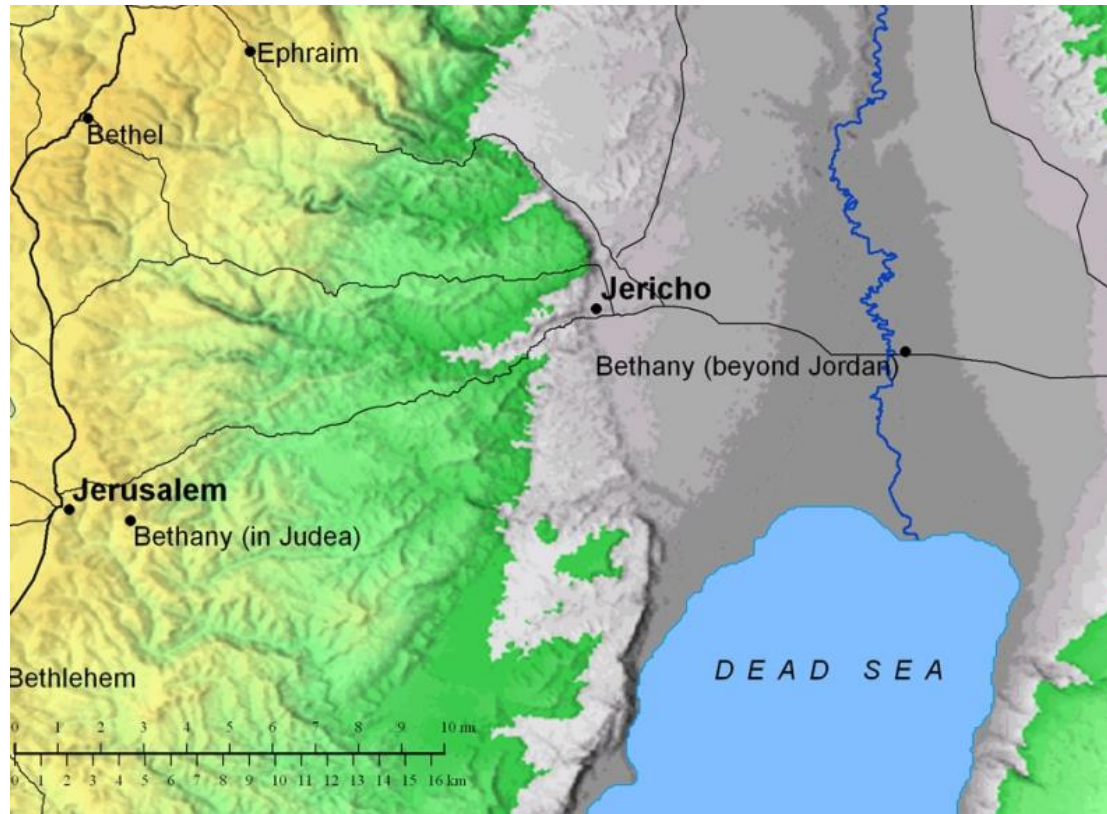 Ephraim
Bethel
Jericho
Bethany (beyond Jordan)
Jerusalem
Bethany (in Judea)
DEAD SEA
Bethlehem
0 1 2 3 4 5 6 7 8 9 10 mi
0 1 2 3 4 5 6 7 8 9 10 11 12 13 14 15 16 km